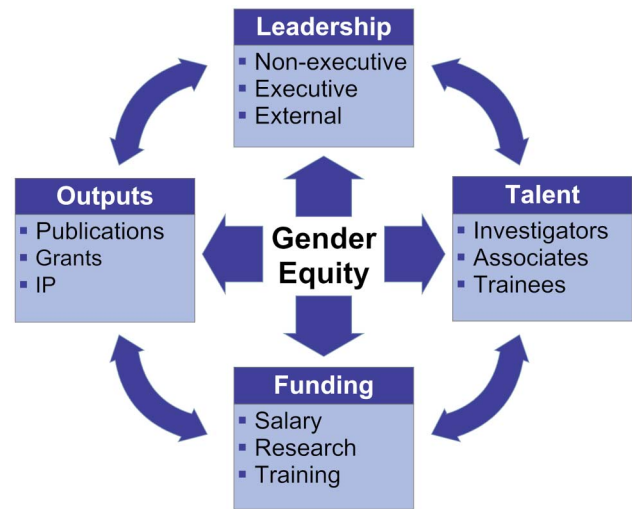 Leadership
▪ Non-executive
▪ Executive
▪ External
Outputs
▪ Publications
▪ Grants
▪ IP
Gender
Equity
Talent
▪ Investigators
▪ Associates
▪ Trainees
Funding
▪ Salary
▪ Research
▪ Training